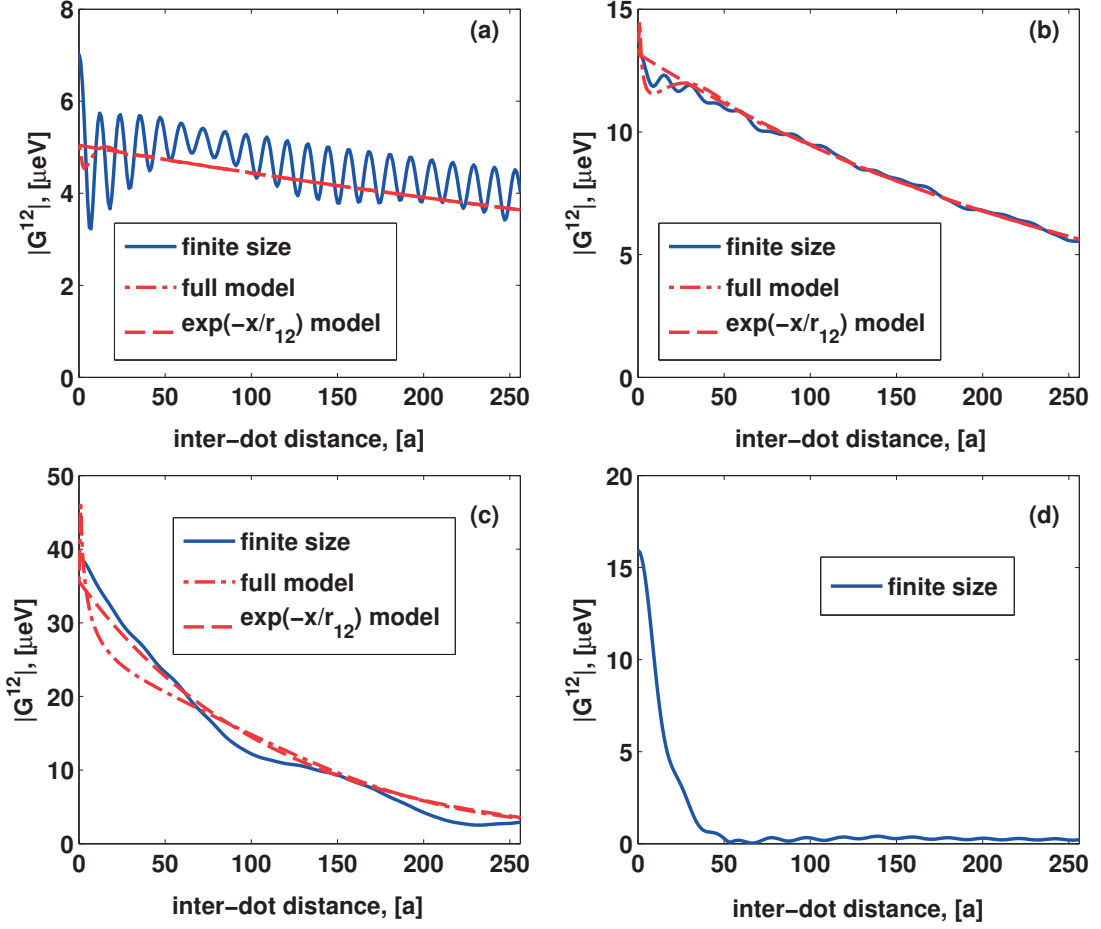 (a)
8
6
4
2
0
|G¹²|, [μeV]
finite size
full model
exp(-x/r₁₂) model
0 50 100 150 200 250
inter-dot distance, [a]
(b)
15
10
5
0
|G¹²|, [μeV]
finite size
full model
exp(-x/r₁₂) model
0 50 100 150 200 250
inter-dot distance, [a]
(c)
50
40
30
20
10
0
|G¹²|, [μeV]
finite size
full model
exp(-x/r₁₂) model
0 50 100 150 200 250
inter-dot distance, [a]
(d)
20
15
10
5
0
|G¹²|, [μeV]
finite size
0 50 100 150 200 250
inter-dot distance, [a]